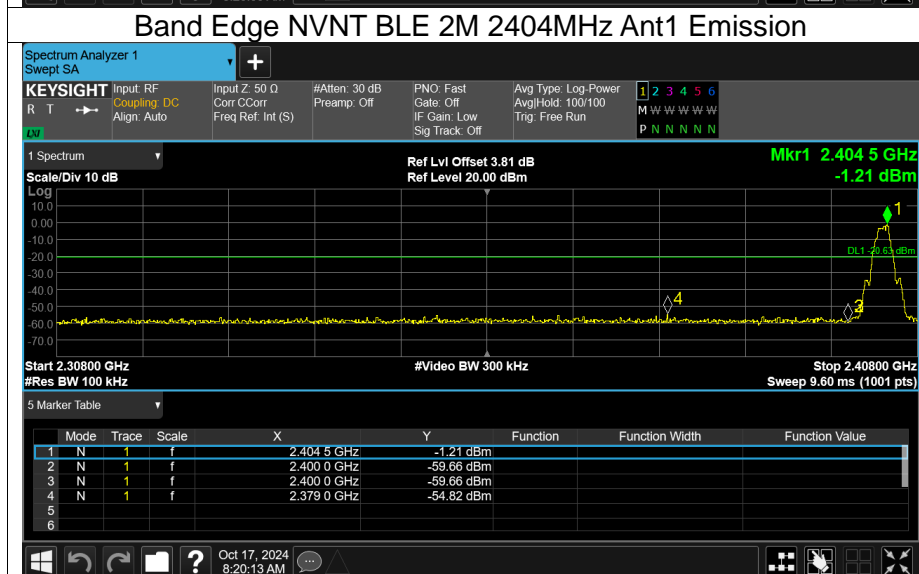 Band Edge NVNT BLE 2M 2404MHz Ant1 Emission
Spectrum Analyzer 1
Swept SA
+
KEYSIGHT Input: RF Input Z: 50 Ω #Atten: 30 dB PNO: Fast Avg Type: Log-Power 1 2 3 4 5 6
R T Coupling: DC Corr CCorr Preamp: Off Gate: Off Avg|Hold: 100/100 M W W W W W
Align: Auto Freq Ref: Int (S) IF Gain: Low Trig: Free Run
LXI Sig Track: Off P N N N N N
1 Spectrum Ref Lvl Offset 3.81 dB Mkr1 2.404 5 GHz
Scale/Div 10 dB Ref Level 20.00 dBm -1.21 dBm
Log
10.0 1
0.00
-10.0
-20.0 DL1 -20.63 dBm
-30.0
-40.0
-50.0 4 3
-60.0
-70.0
Start 2.30800 GHz #Video BW 300 kHz Stop 2.40800 GHz
#Res BW 100 kHz Sweep 9.60 ms (1001 pts)
5 Marker Table
Mode Trace Scale X Y Function Function Width Function Value
1 N 1 f 2.404 5 GHz -1.21 dBm
2 N 1 f 2.400 0 GHz -59.66 dBm
3 N 1 f 2.400 0 GHz -59.66 dBm
4 N 1 f 2.379 0 GHz -54.82 dBm
5
6
? Oct 17, 2024
8:20:13 AM